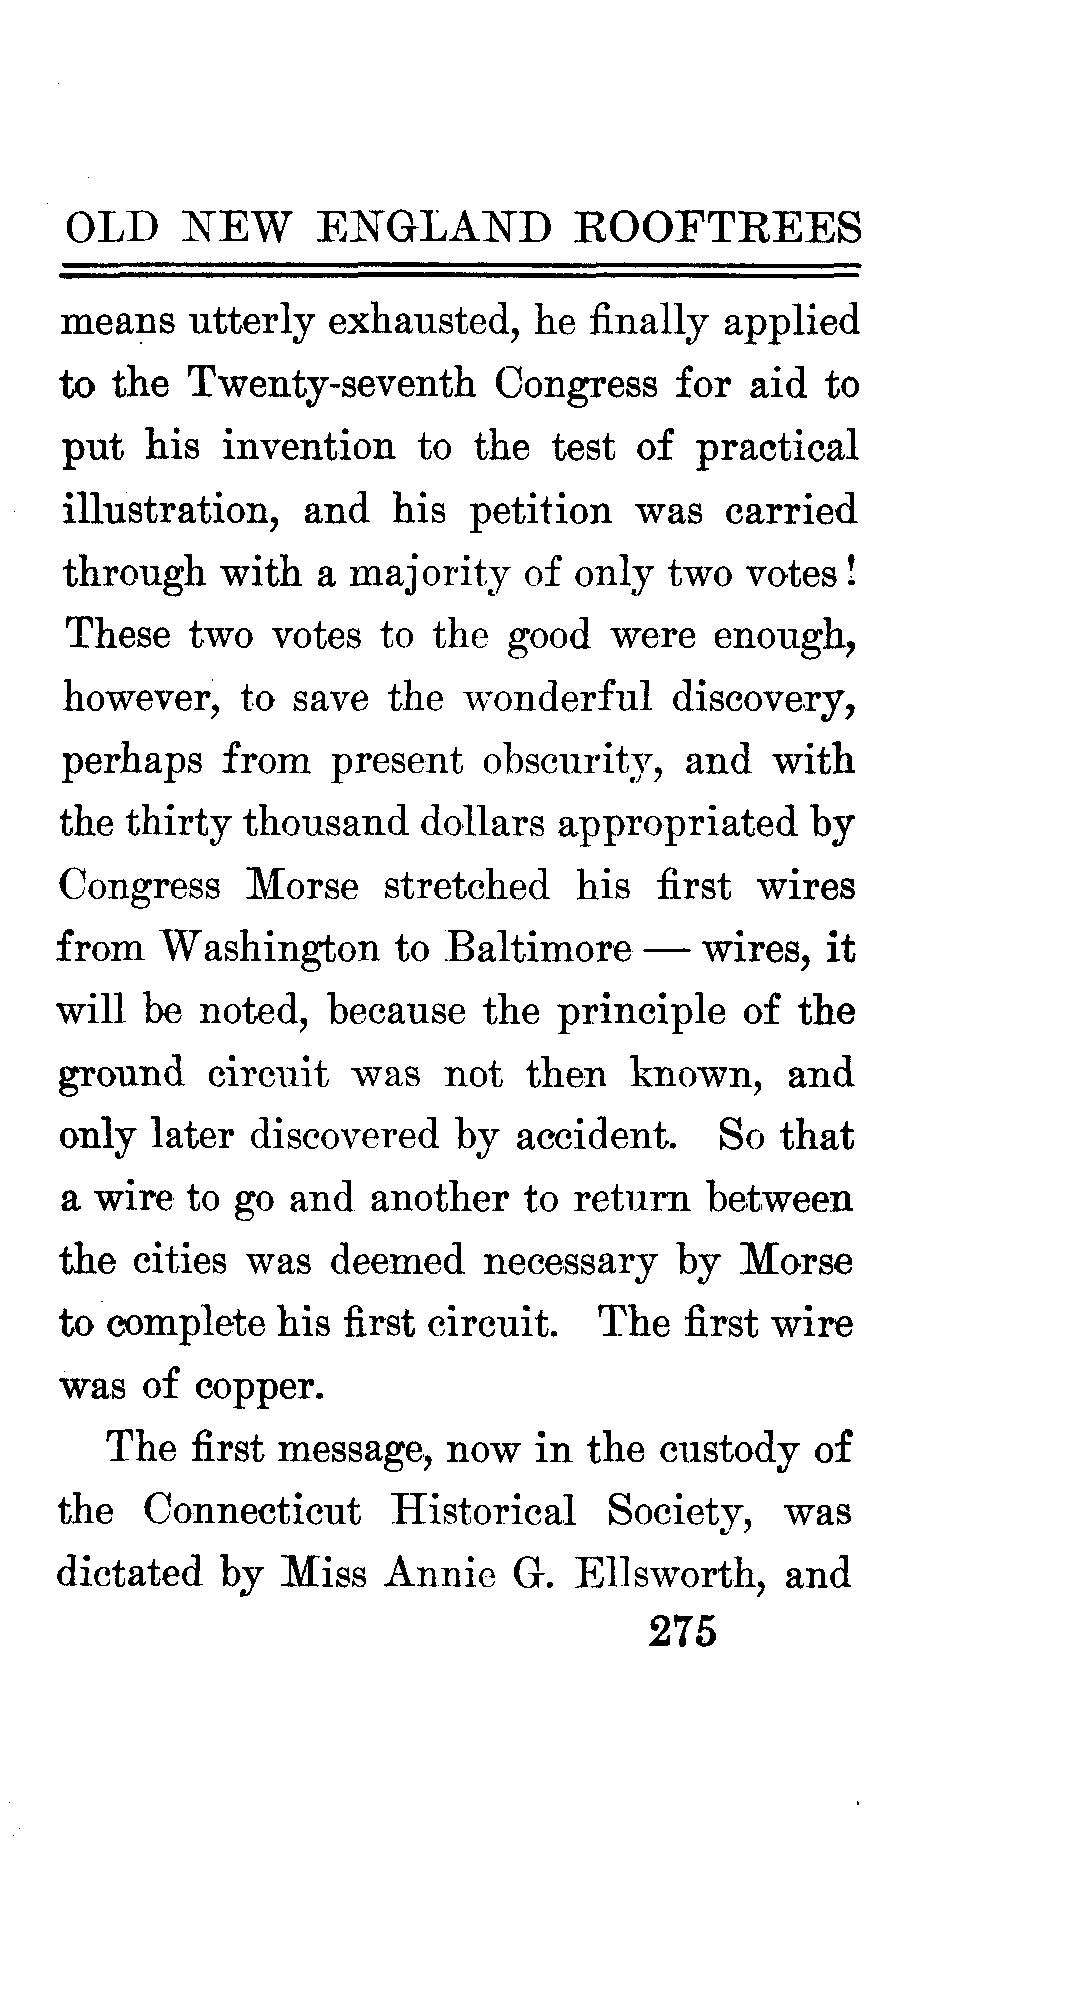 OLD NEW ENGLAND ROOFTREES
means utterly exhausted, he finally applied
to the Twenty-seventh Congress for aid to
put his invention to the test of practical
illustration, and his petition was carried
through with a majority of only two votes!
These two votes to the good were enough,
however, to save the wonderful discovery,
perhaps from present obscurity, and with
the thirty thousand dollars appropriated by
Congress Morse stretched his first wires
from Washington to Baltimore — wires, it
will be noted, because the principle of the
ground circuit was not then known, and
only later discovered by accident. So that
a wire to go and another to return between
the cities was deemed necessary by Morse
to complete his first circuit. The first wire
was of copper.
The first message, now in the custody of
the Connecticut Historical Society, was
dictated by Miss Annie G. Ellsworth, and
275